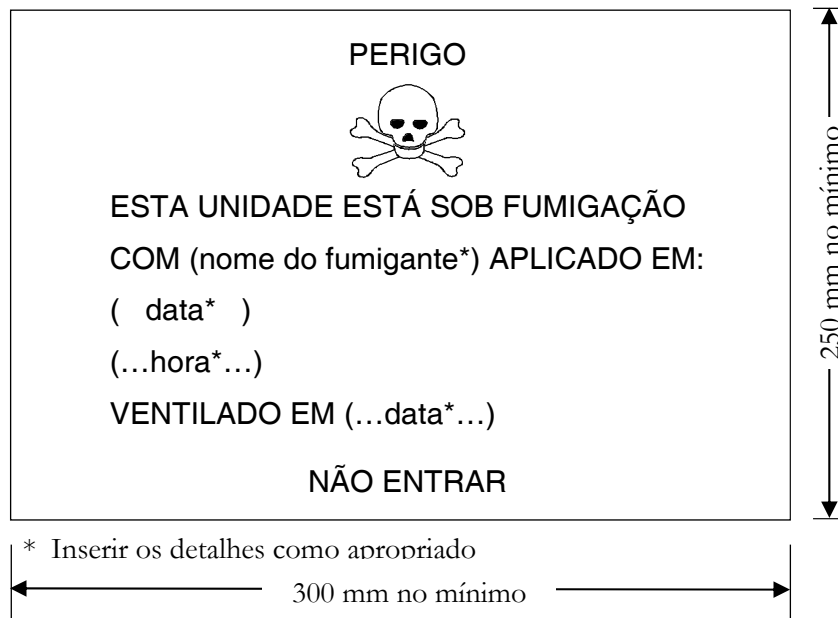 PERIGO
ESTA UNIDADE ESTÁ SOB FUMIGAÇÃO
COM (nome do fumigante*) APLICADO EM:
( data* )
(…hora*…)
VENTILADO EM (…data*…)
NÃO ENTRAR
250 mm no mínimo
* Inserir os detalhes como apropriado
300 mm no mínimo